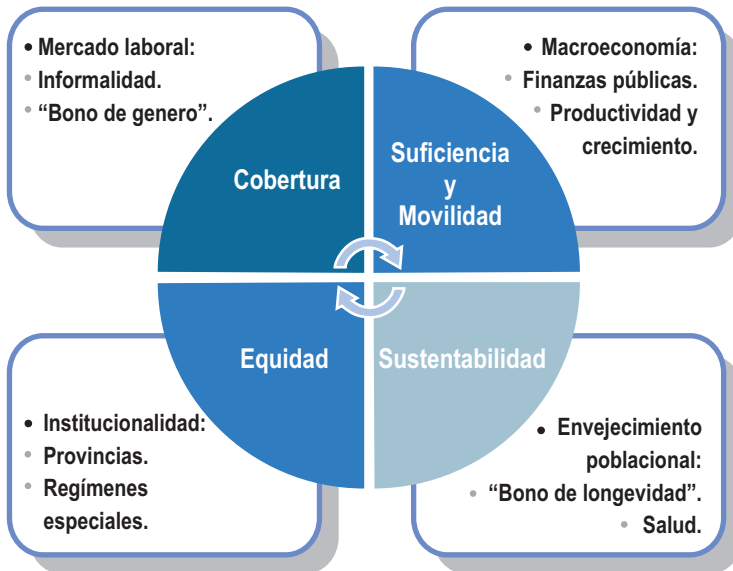 • Mercado laboral:
• Informalidad.
• “Bono de genero”.
• Macroeconomía:
• Finanzas públicas.
• Productividad y
crecimiento.
Cobertura
Suficiencia
y
Movilidad
Equidad
Sustentabilidad
• Institucionalidad:
• Provincias.
• Regímenes
especiales.
• Envejecimiento
poblacional:
• “Bono de longevidad”.
• Salud.